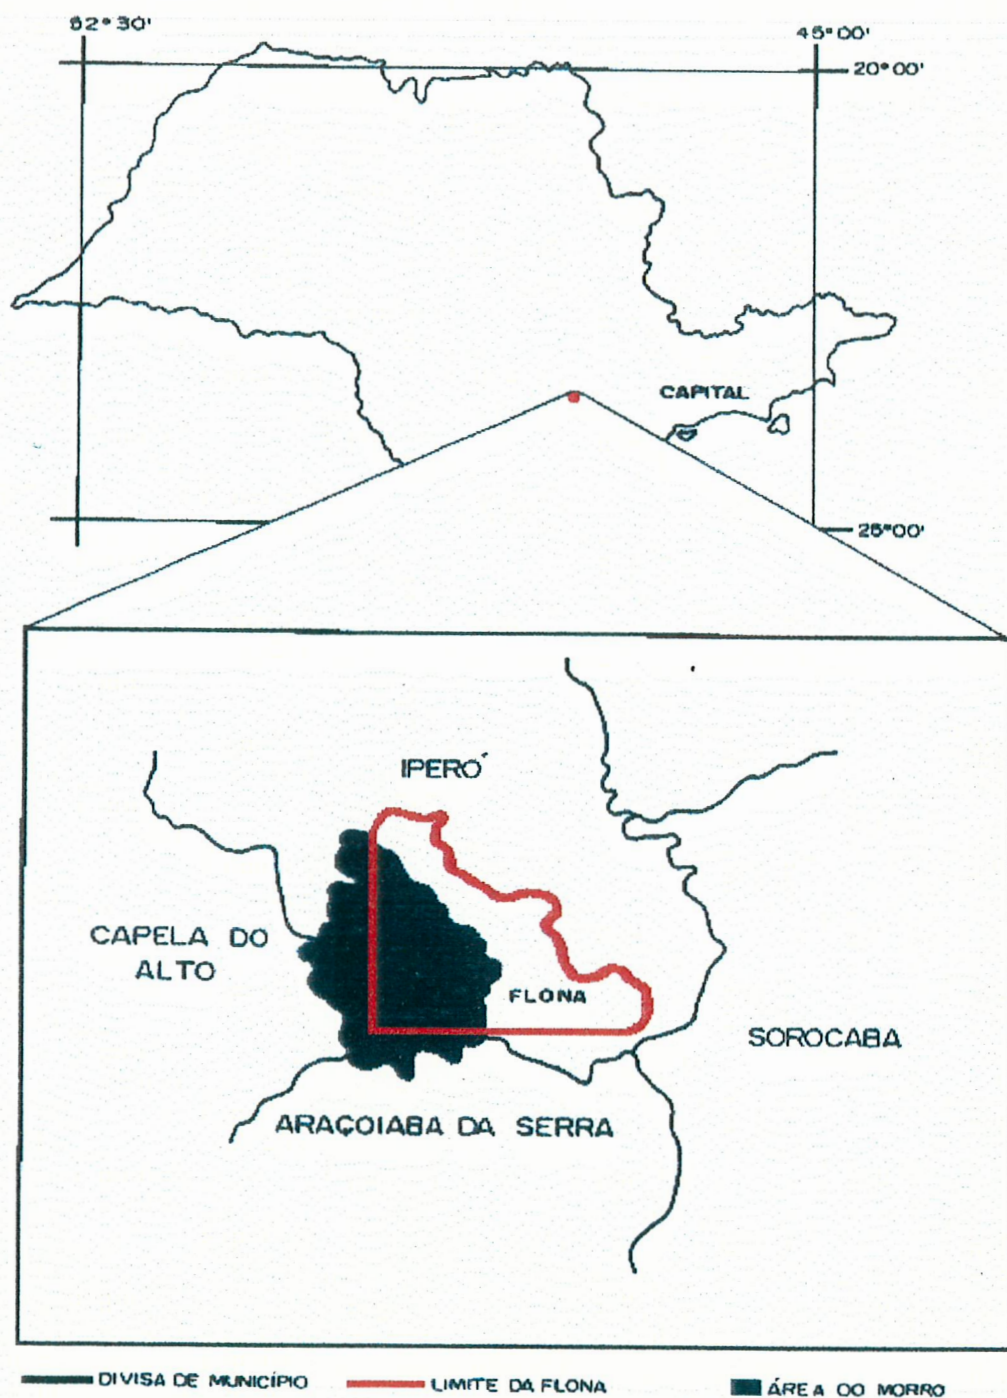 52°30'
45°00'
20°00'
CAPITAL
25°00'
IPERÓ
CAPELA DO
ALTO
FLONA
SOROCABA
ARAÇOIABA DA SERRA
DIVISA DE MUNICÍPIO
LIMITE DA FLONA
ÁREA DO MORRO